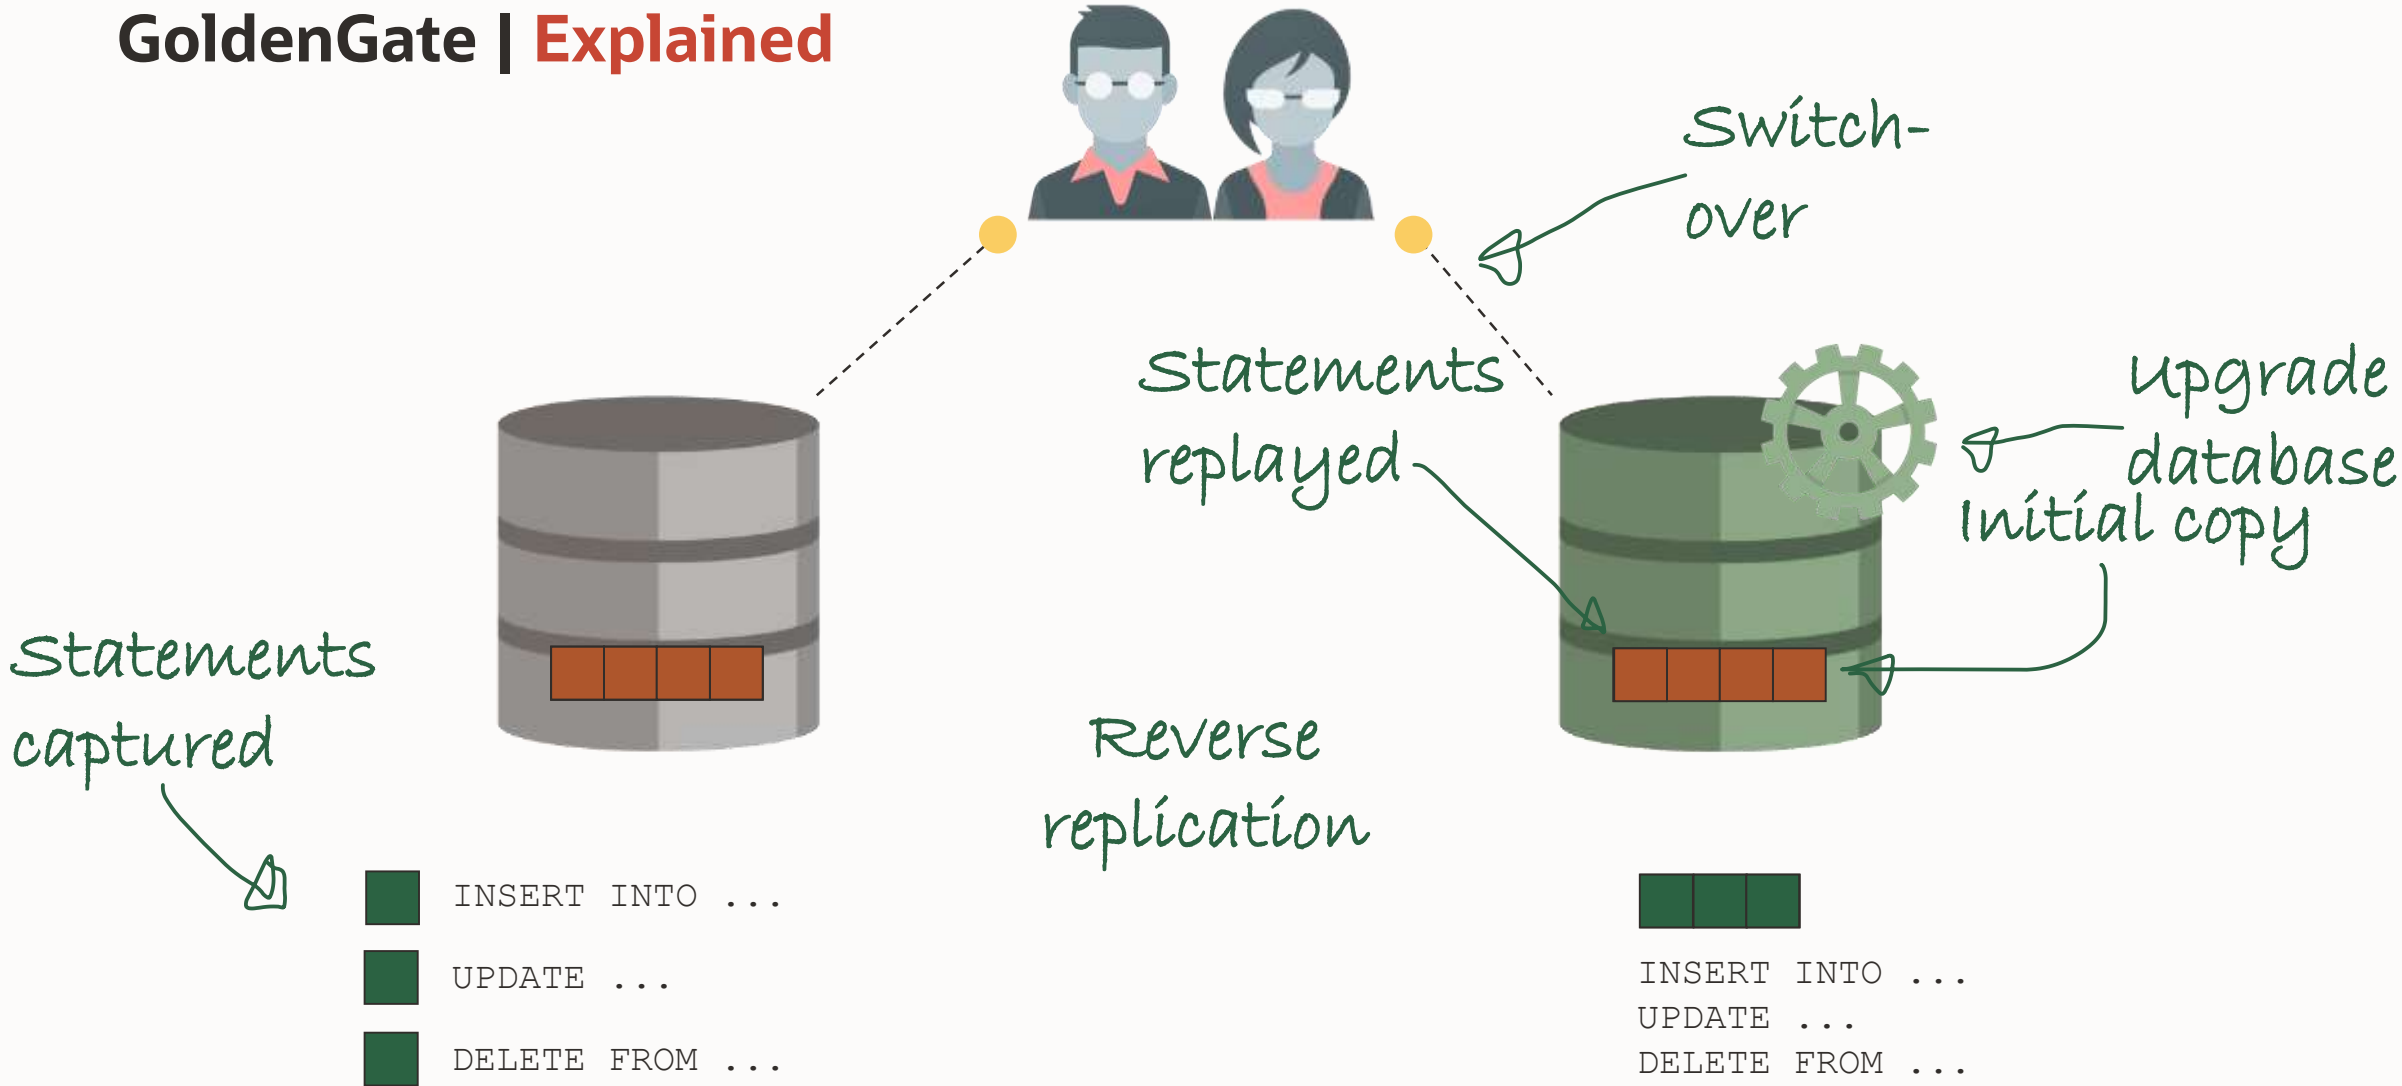 GoldenGate | Explained
Switch-
over
Statements
replayed
Upgrade
database
Initial copy
Statements
captured
Reverse
replication
INSERT INTO ...
UPDATE ...
DELETE FROM ...
INSERT INTO ...
UPDATE ...
DELETE FROM ...